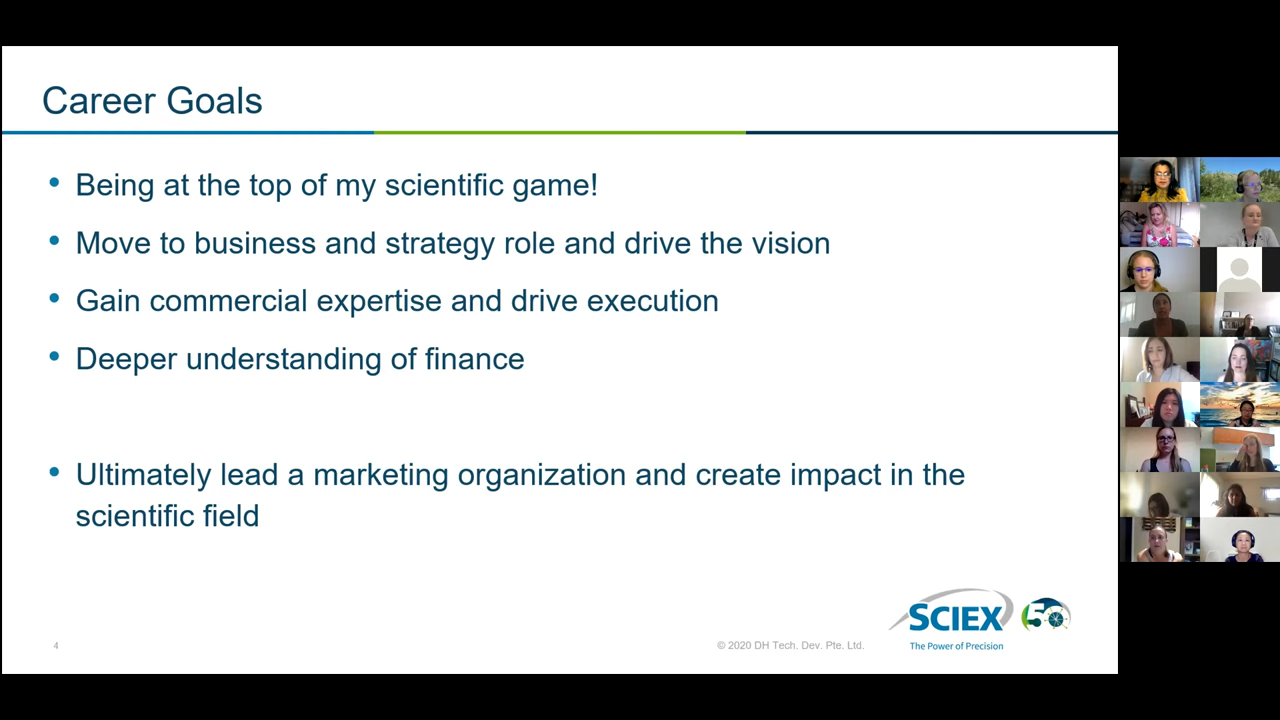 Career Goals
• Being at the top of my scientific game!
• Move to business and strategy role and drive the vision
• Gain commercial expertise and drive execution
• Deeper understanding of finance
• Ultimately lead a marketing organization and create impact in the
scientific field
SCIEX 50
The Power of Precision
4
© 2020 DH Tech. Dev. Pte. Ltd.